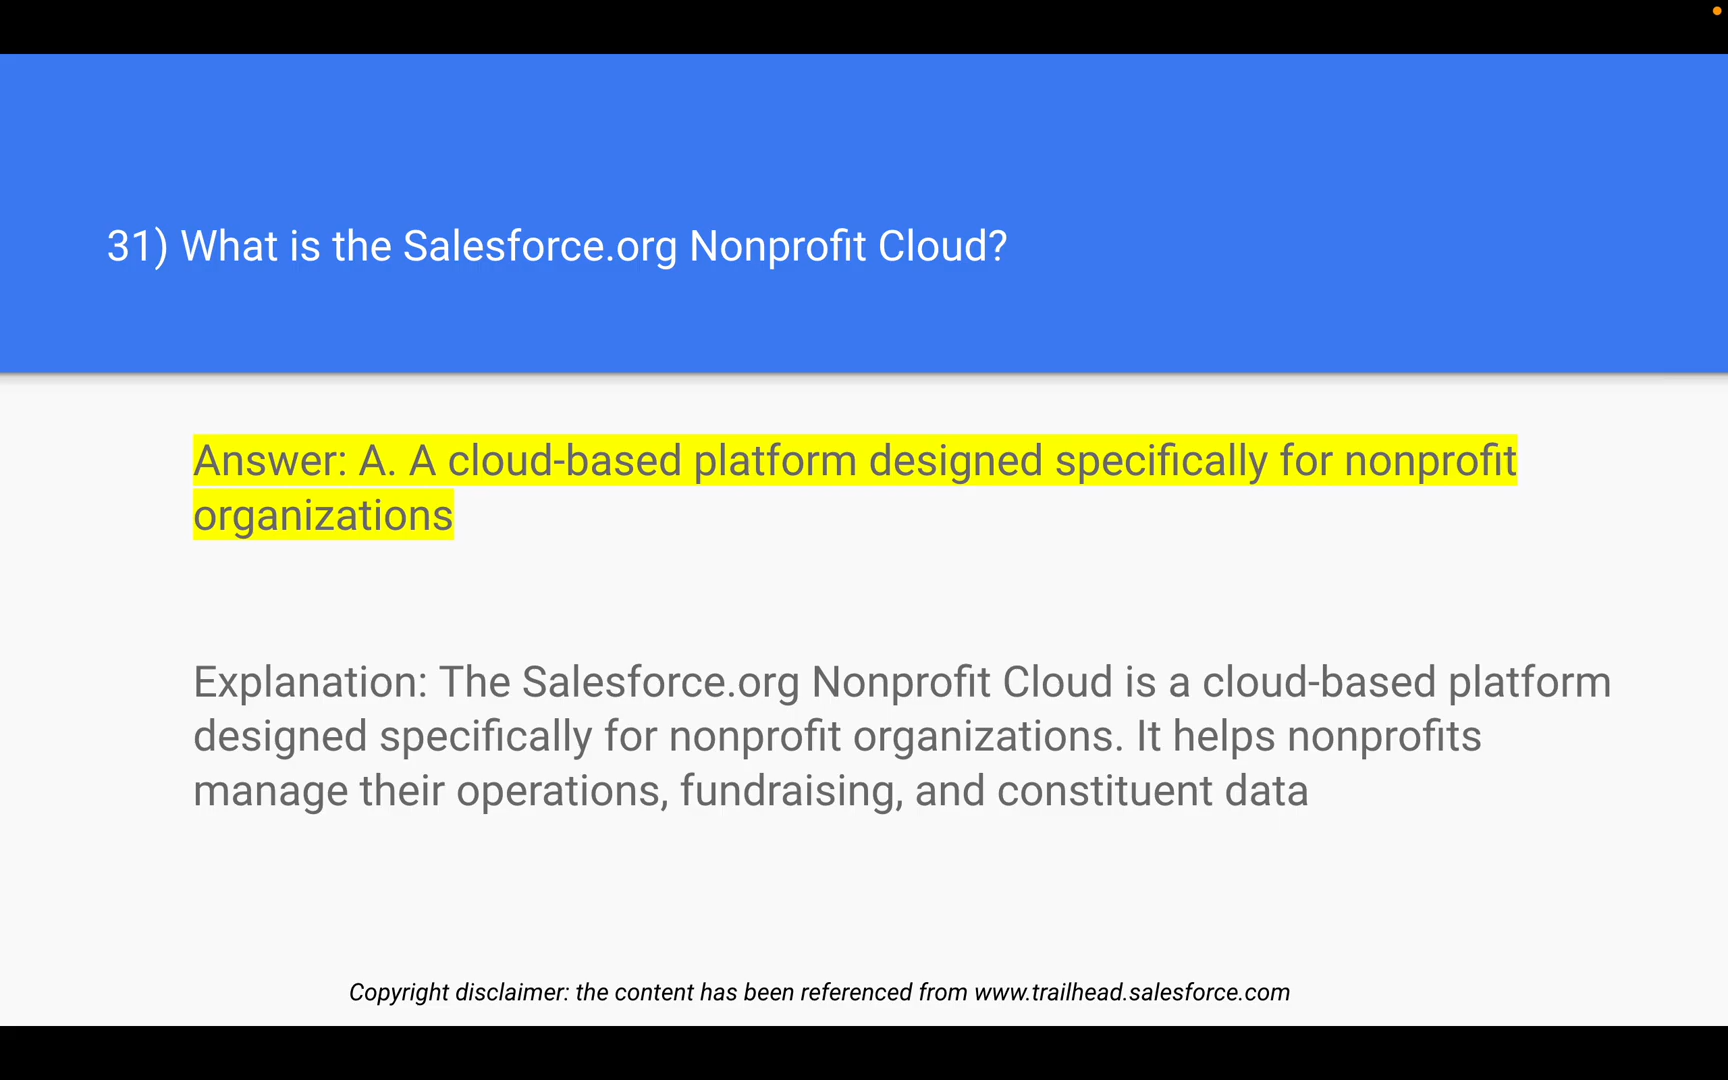 31) What is the Salesforce.org Nonprofit Cloud?
Answer: A. A cloud-based platform designed specifically for nonprofit
organizations
Explanation: The Salesforce.org Nonprofit Cloud is a cloud-based platform
designed specifically for nonprofit organizations. It helps nonprofits
manage their operations, fundraising, and constituent data
Copyright disclaimer: the content has been referenced from www.trailhead.salesforce.com